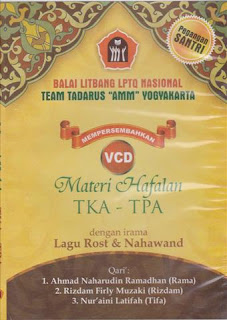 Pegangan
SANTRI
BALAI LITBANG LPTQ NASIONAL
TEAM TADARUS "AMM" YOGYAKARTA
MEMPERSEMBAHKAN
VCD
Materi Hafalan
TKA - TPA
dengan irama
Lagu Rost & Nahawand
Qari':
1. Ahmad Naharudin Ramadhan (Rama)
2. Rizdam Firly Muzaki (Rizdam)
3. Nur'aini Latifah (Tifa)